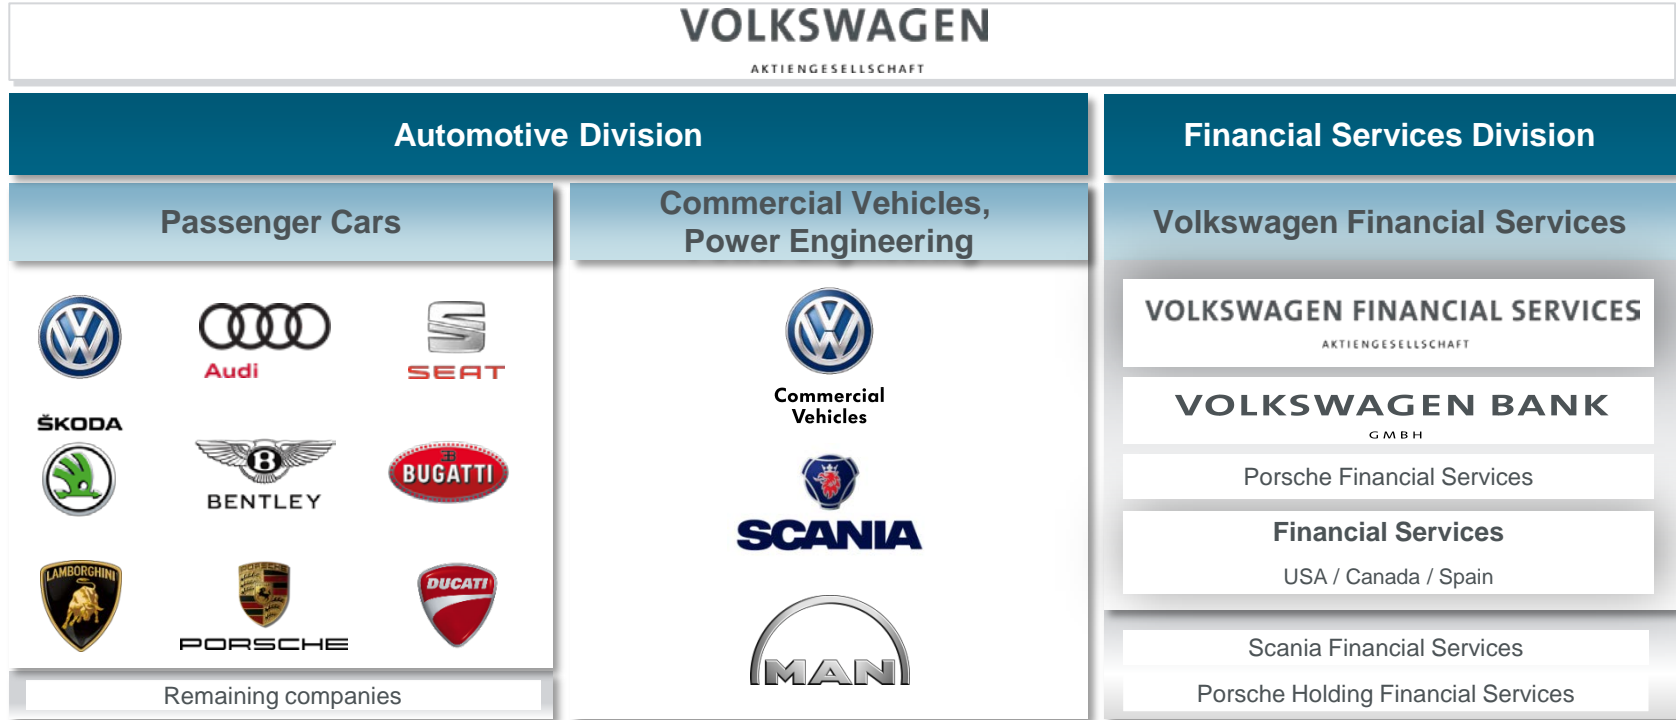 VOLKSWAGEN
AKTIENGESELLSCHAFT
Automotive Division
Financial Services Division
Passenger Cars
Commercial Vehicles,
Power Engineering
Volkswagen Financial Services
Audi
SEAT
ŠKODA
BENTLEY
BUGATTI
LAMBORGHINI
PORSCHE
PORSCHE
DUCATI
Remaining companies
Commercial
Vehicles
SCANIA
MAN
VOLKSWAGEN FINANCIAL SERVICES
AKTIENGESELLSCHAFT
VOLKSWAGEN BANK
GMBH
Porsche Financial Services
Financial Services
USA / Canada / Spain
Scania Financial Services
Porsche Holding Financial Services